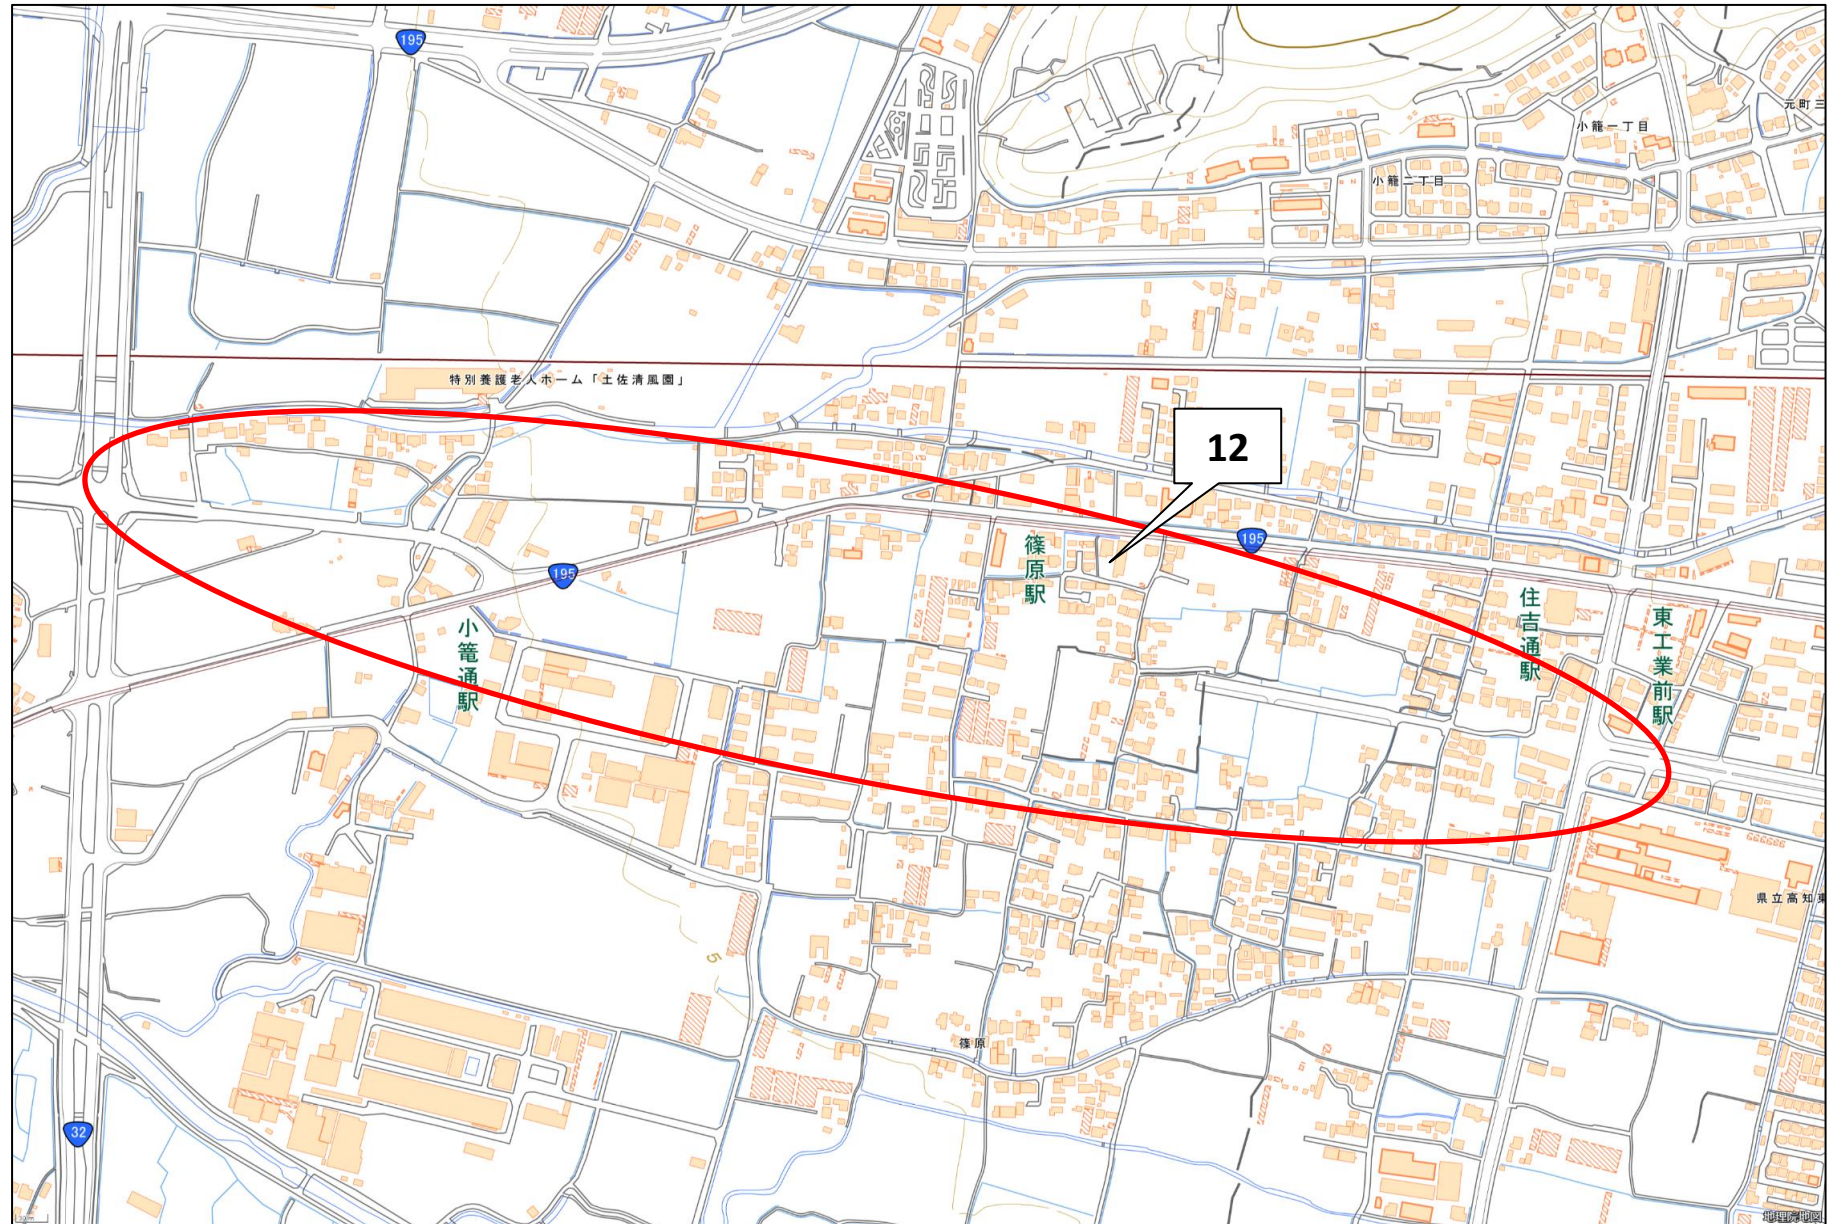 195
元町三
小籠一丁目
小籠二丁目
特別養護老人ホーム「土佐清風園」
12
195
篠原駅
195
小篭通駅
住吉通駅
東工業前駅
県立高知東
5
篠原
32
地理院地図